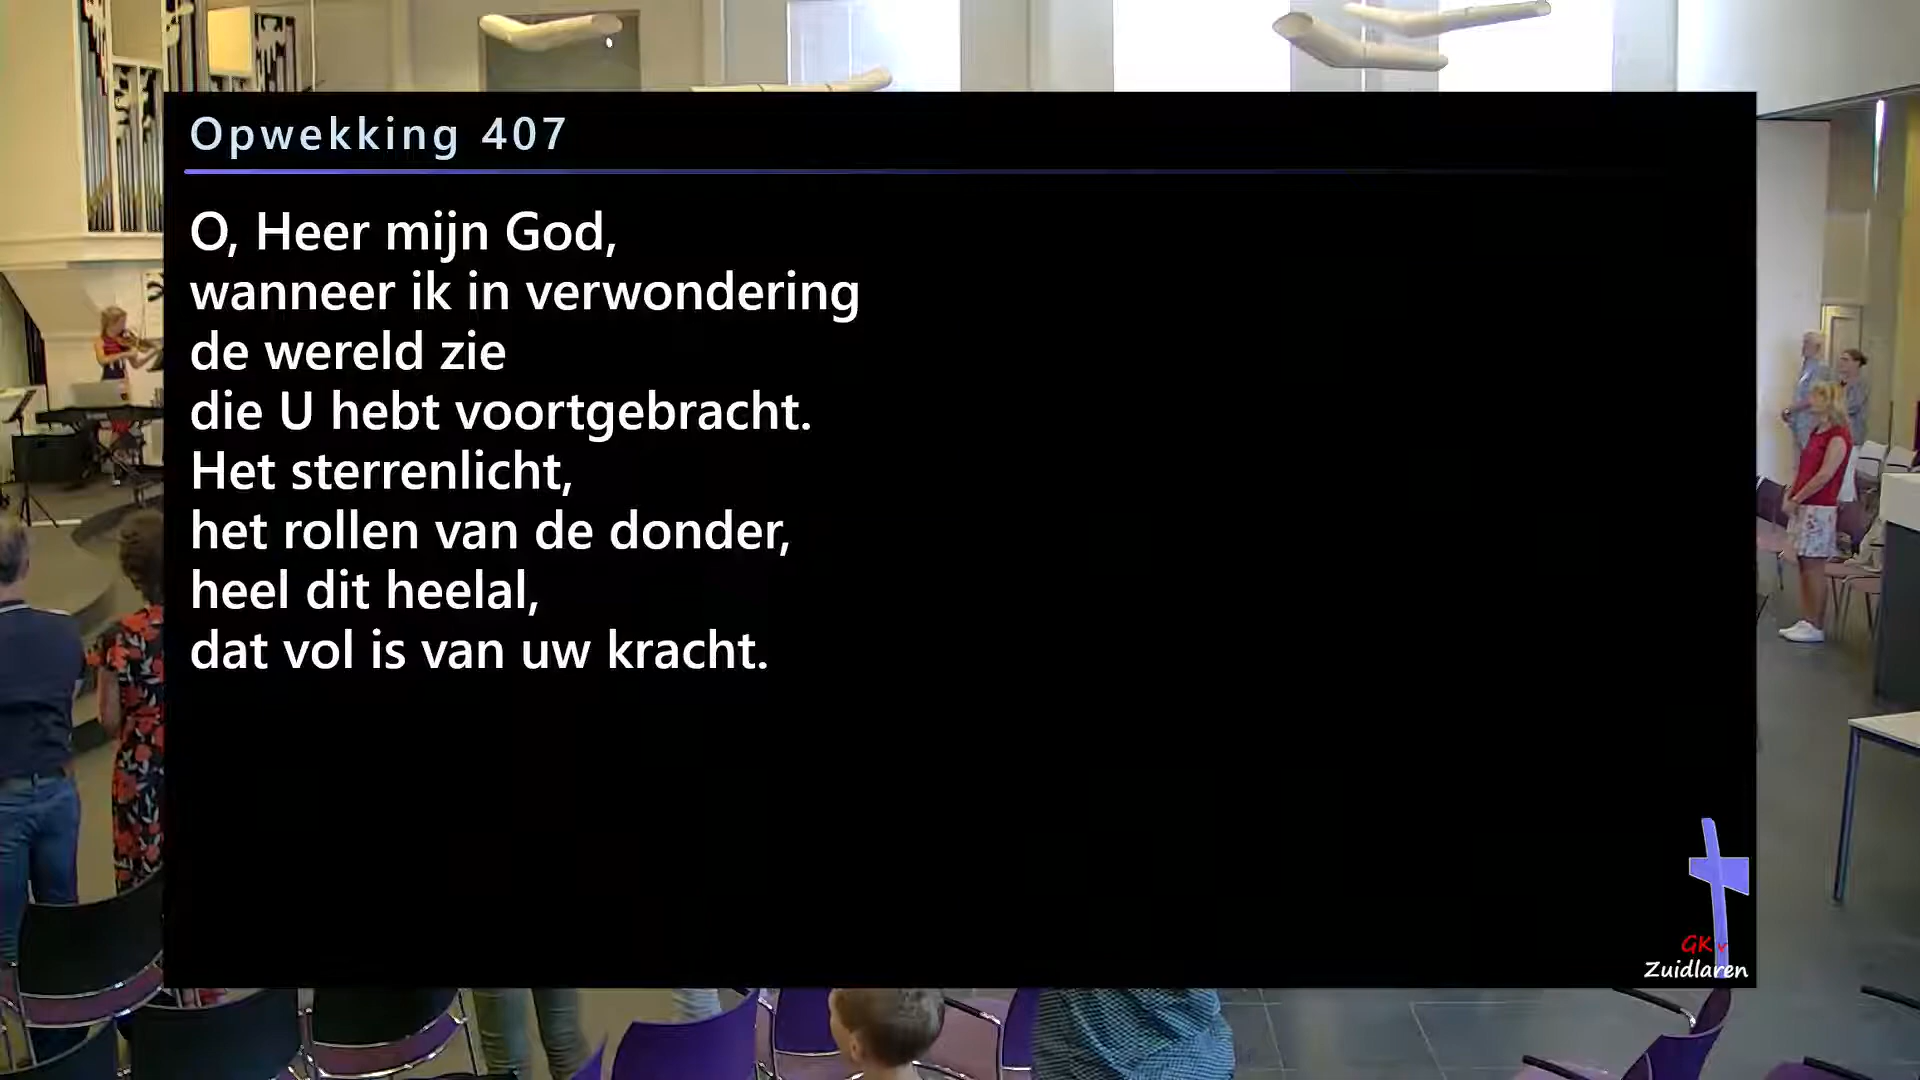 Opwekking 407
O, Heer mijn God,
wanneer ik in verwondering
de wereld zie
die U hebt voortgebracht.
Het sterrenlicht,
het rollen van de donder,
heel dit heelal,
dat vol is van uw kracht.
GKv
Zuidlaren